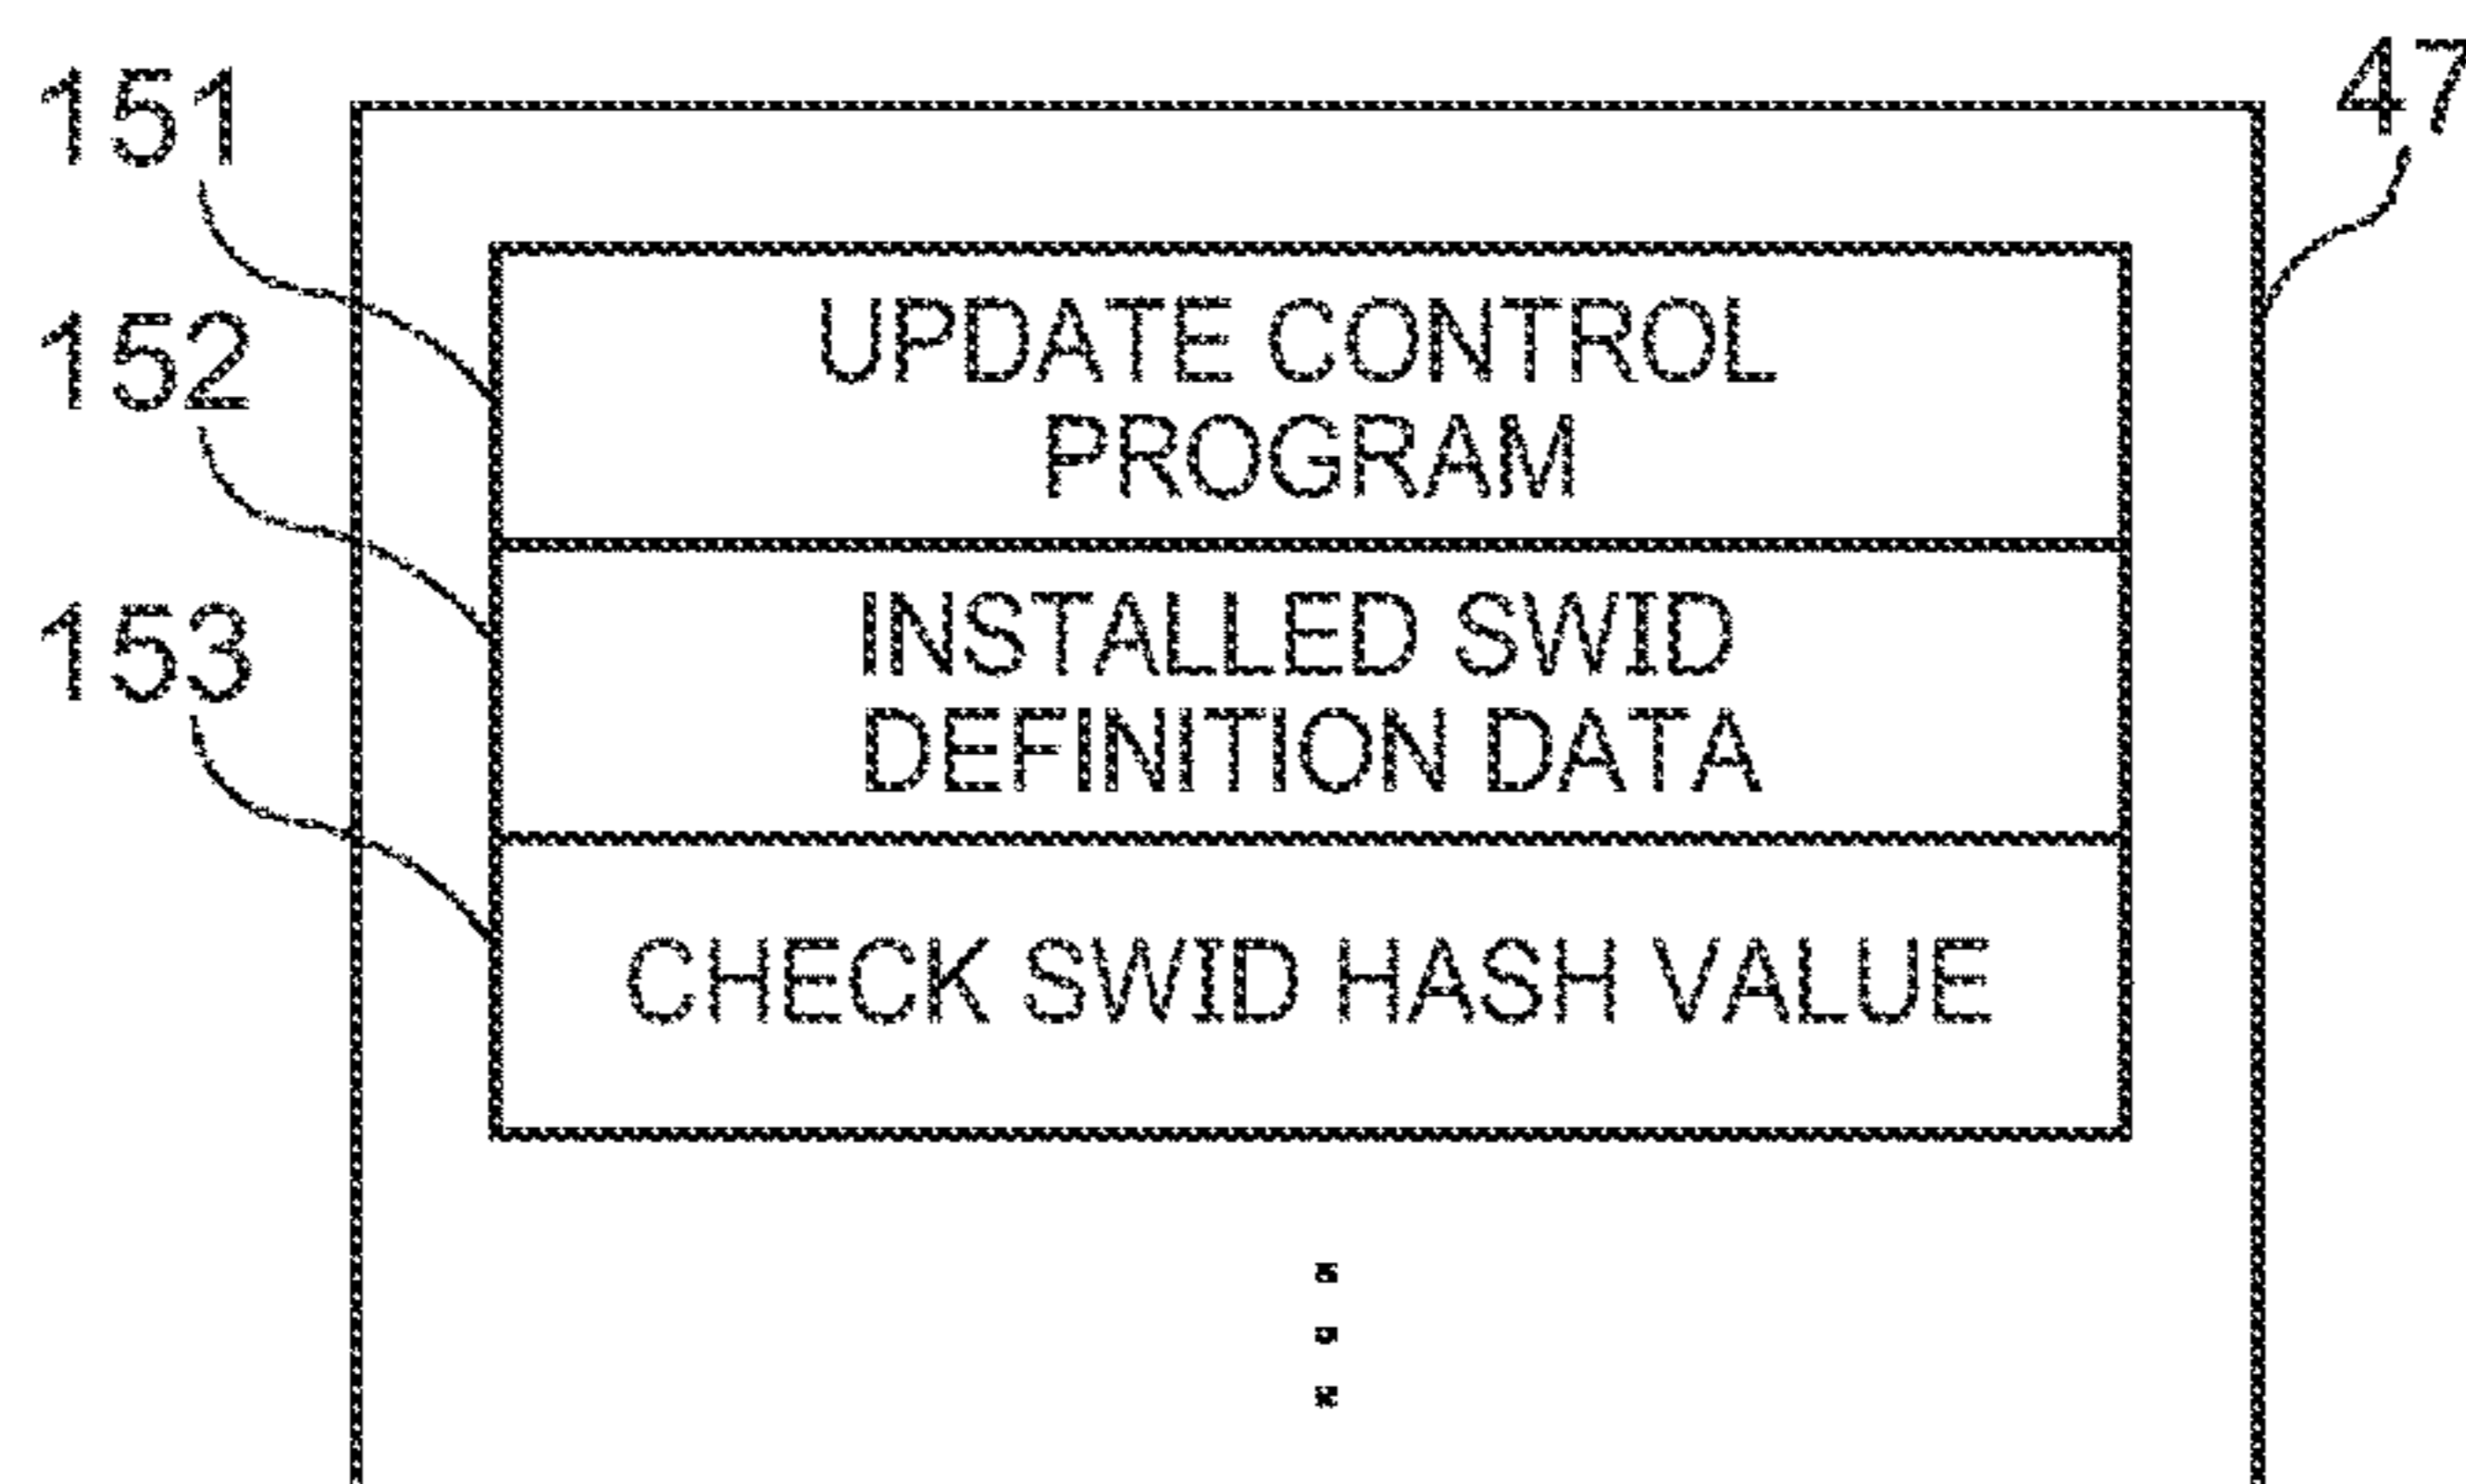 151
47
UPDATE CONTROL
PROGRAM
152
INSTALLED SWID
DEFINITION DATA
153
CHECK SWID HASH VALUE